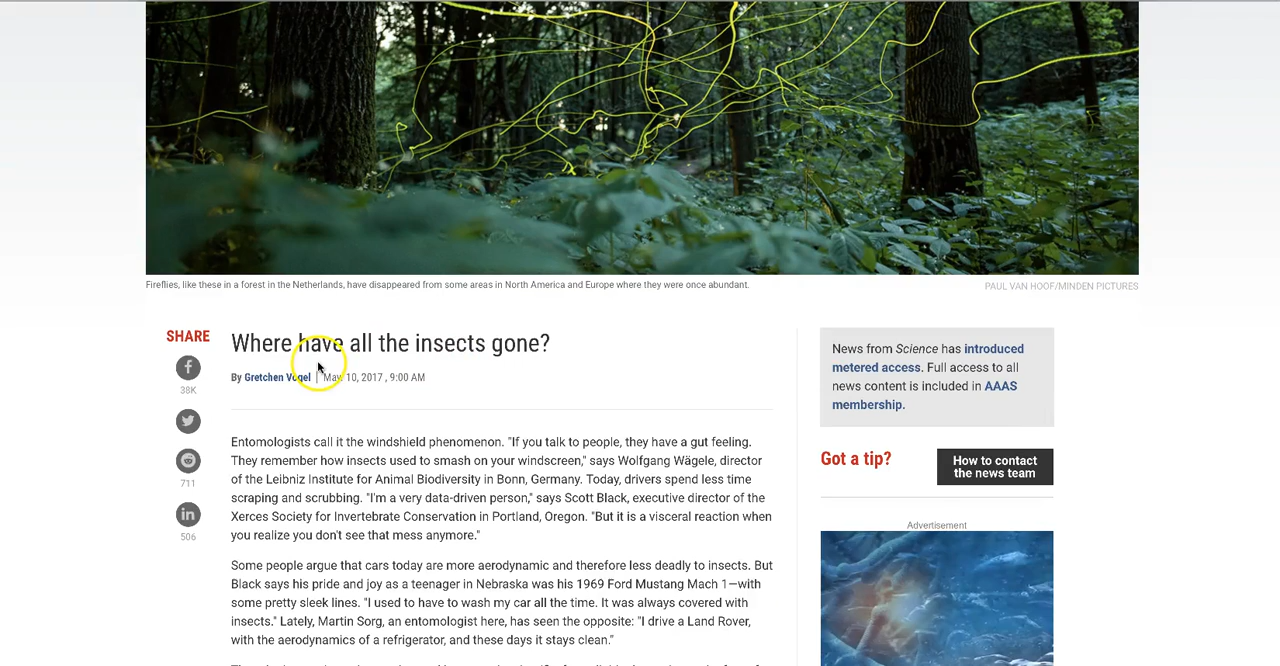 Fireflies, like these in a forest in the Netherlands, have disappeared from some areas in North America and Europe where they were once abundant.
PAUL VAN HOOF/MINDEN PICTURES
SHARE
38K
711
506
Where have all the insects gone?
By Gretchen Vogel | May. 10, 2017 , 9:00 AM
Entomologists call it the windshield phenomenon. "If you talk to people, they have a gut feeling.
They remember how insects used to smash on your windscreen," says Wolfgang Wägele, director
of the Leibniz Institute for Animal Biodiversity in Bonn, Germany. Today, drivers spend less time
scraping and scrubbing. "I'm a very data-driven person," says Scott Black, executive director of the
Xerces Society for Invertebrate Conservation in Portland, Oregon. "But it is a visceral reaction when
you realize you don't see that mess anymore."
Some people argue that cars today are more aerodynamic and therefore less deadly to insects. But
Black says his pride and joy as a teenager in Nebraska was his 1969 Ford Mustang Mach 1—with
some pretty sleek lines. "I used to have to wash my car all the time. It was always covered with
insects." Lately, Martin Sorg, an entomologist here, has seen the opposite: "I drive a Land Rover,
with the aerodynamics of a refrigerator, and these days it stays clean."
News from Science has introduced
metered access. Full access to all
news content is included in AAAS
membership.
Got a tip?
How to contact
the news team
Advertisement